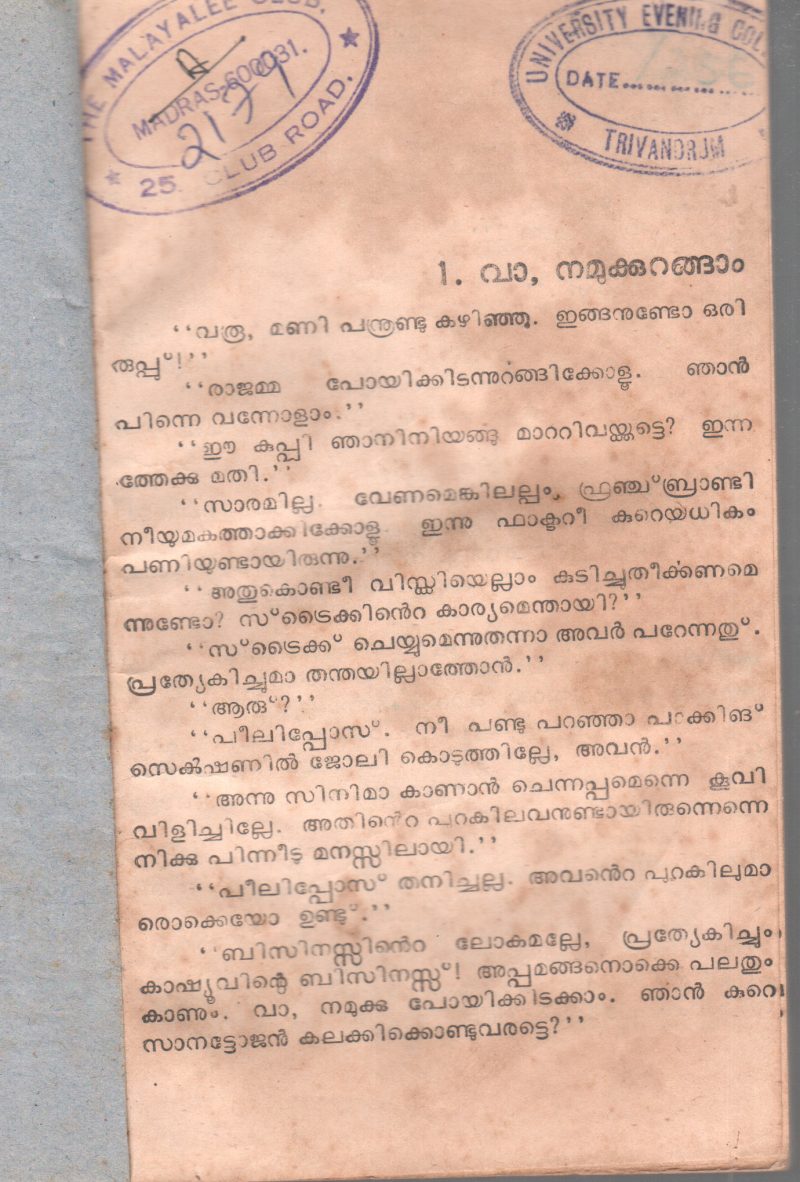 THE MALAYALEE CLUB.
MADRAS-600031.
2179
25. CLUB ROAD.
UNIVERSITY EVENING COL
DATE..............
TRIVANDRUM
1. വാ, നമുക്കുറങ്ങാം
‘‘വരൂ, മണി പന്ത്രണ്ടു കഴിഞ്ഞു. ഇങ്ങനുണ്ടോ ഒരി
രുപ്പ്!’’
‘‘രാജമ്മ പോയിക്കിടന്നുറങ്ങിക്കോളൂ. ഞാൻ
പിന്നെ വന്നോളാം.’’
‘‘ഈ കുപ്പി ഞാനിനിയങ്ങു മാററിവയ്ക്കട്ടെ? ഇന്ന
ത്തേക്കു മതി.’’
‘‘സാരമില്ല. വേണമെങ്കിലല്പം, ഫ്രഞ്ച്ബ്രാണ്ടി
നീയുമകത്താക്കിക്കോളൂ. ഇന്നു ഫാക്ടറീ കുറെയധികം
പണിയുണ്ടായിരുന്നു.’’
‘‘അതുകൊണ്ടീ വിസ്കിയെല്ലാം കുടിച്ചുതീർക്കണമെ
ന്നുണ്ടോ? സ്ട്രൈക്കിൻെറ കാര്യമെന്തായി?’’
‘‘സ്ട്രൈക്ക് ചെയ്യുമെന്നുതന്നാ അവർ പറേന്നതു്.
പ്രത്യേകിച്ചുമാ തന്തയില്ലാത്തോൻ.’’
‘‘ആരു്?’’
‘‘പീലിപ്പോസ്. നീ പണ്ടു പറഞ്ഞാ പാക്കിങ്
സെക്ഷണിൽ ജോലി കൊടുത്തില്ലേ, അവൻ.’’
‘‘അന്നു സിനിമാ കാണാൻ ചെന്നപ്പമെന്നെ കൂവി
വിളിച്ചില്ലേ. അതിൻെറ പുറകിലവനുണ്ടായിരുന്നെന്നെ
നിക്കു പിന്നീടു മനസ്സിലായി.’’
‘‘പീലിപ്പോസ് തനിച്ചല്ല. അവൻെറ പുറകിലുമാ
രൊക്കെയോ ഉണ്ടു്.’’
‘‘ബിസിനസ്സിൻെറ ലോകമല്ലേ, പ്രത്യേകിച്ചും
കാഷ്യൂവിന്റെ ബിസിനസ്സ്! അപ്പമങ്ങനൊക്കെ പലതും
കാണും. വാ, നമുക്കു പോയിക്കിടക്കാം. ഞാൻ കുറെ
സാനട്ടോജൻ കലക്കിക്കൊണ്ടുവരട്ടെ?’’